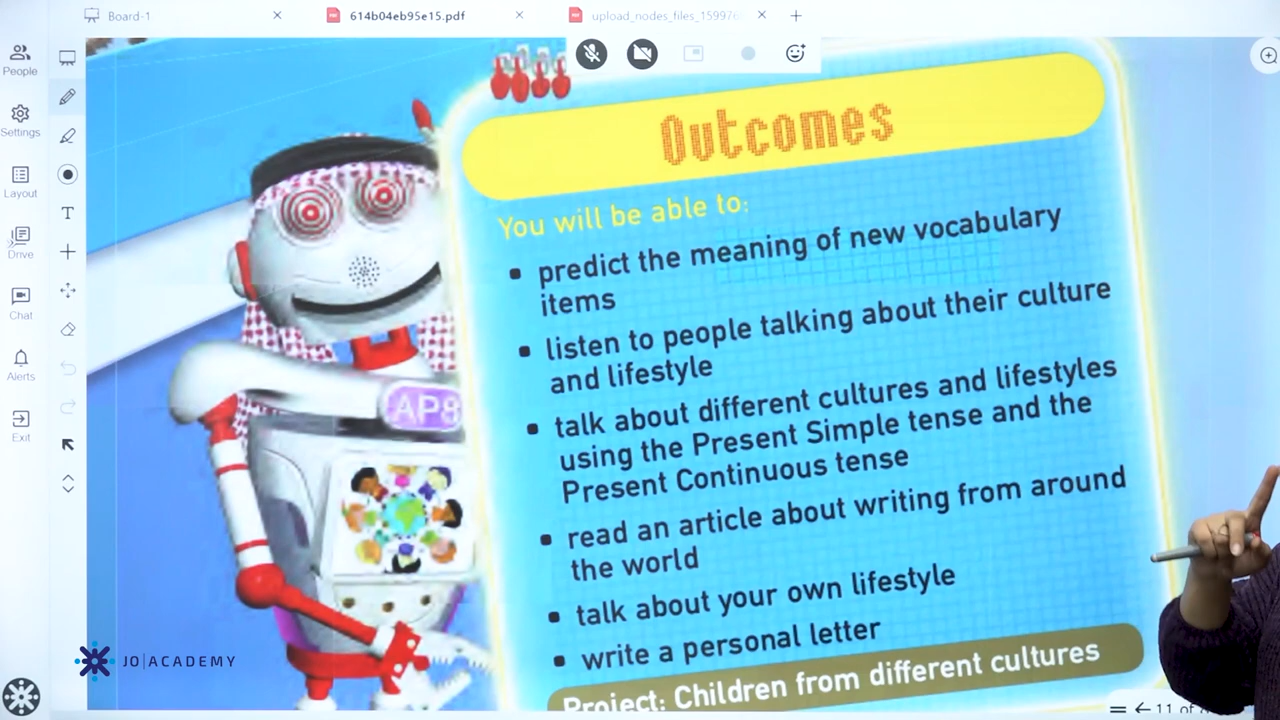 Board-1
614b04eb95e15.pdf
People
Settings
Layout
Drive
Chat
Alerts
Exit
T
Outcomes
You will be able to:
predict the meaning of new vocabulary
items
listen to people talking about their culture
and lifestyle
talk about different cultures and lifestyles
using the Present Simple tense and the
Present Continuous tense
read an article about writing from around
the world
talk about your own lifestyle
write a personal letter
Project: Children from different cultures
AP8
JO|ACADEMY
11 of